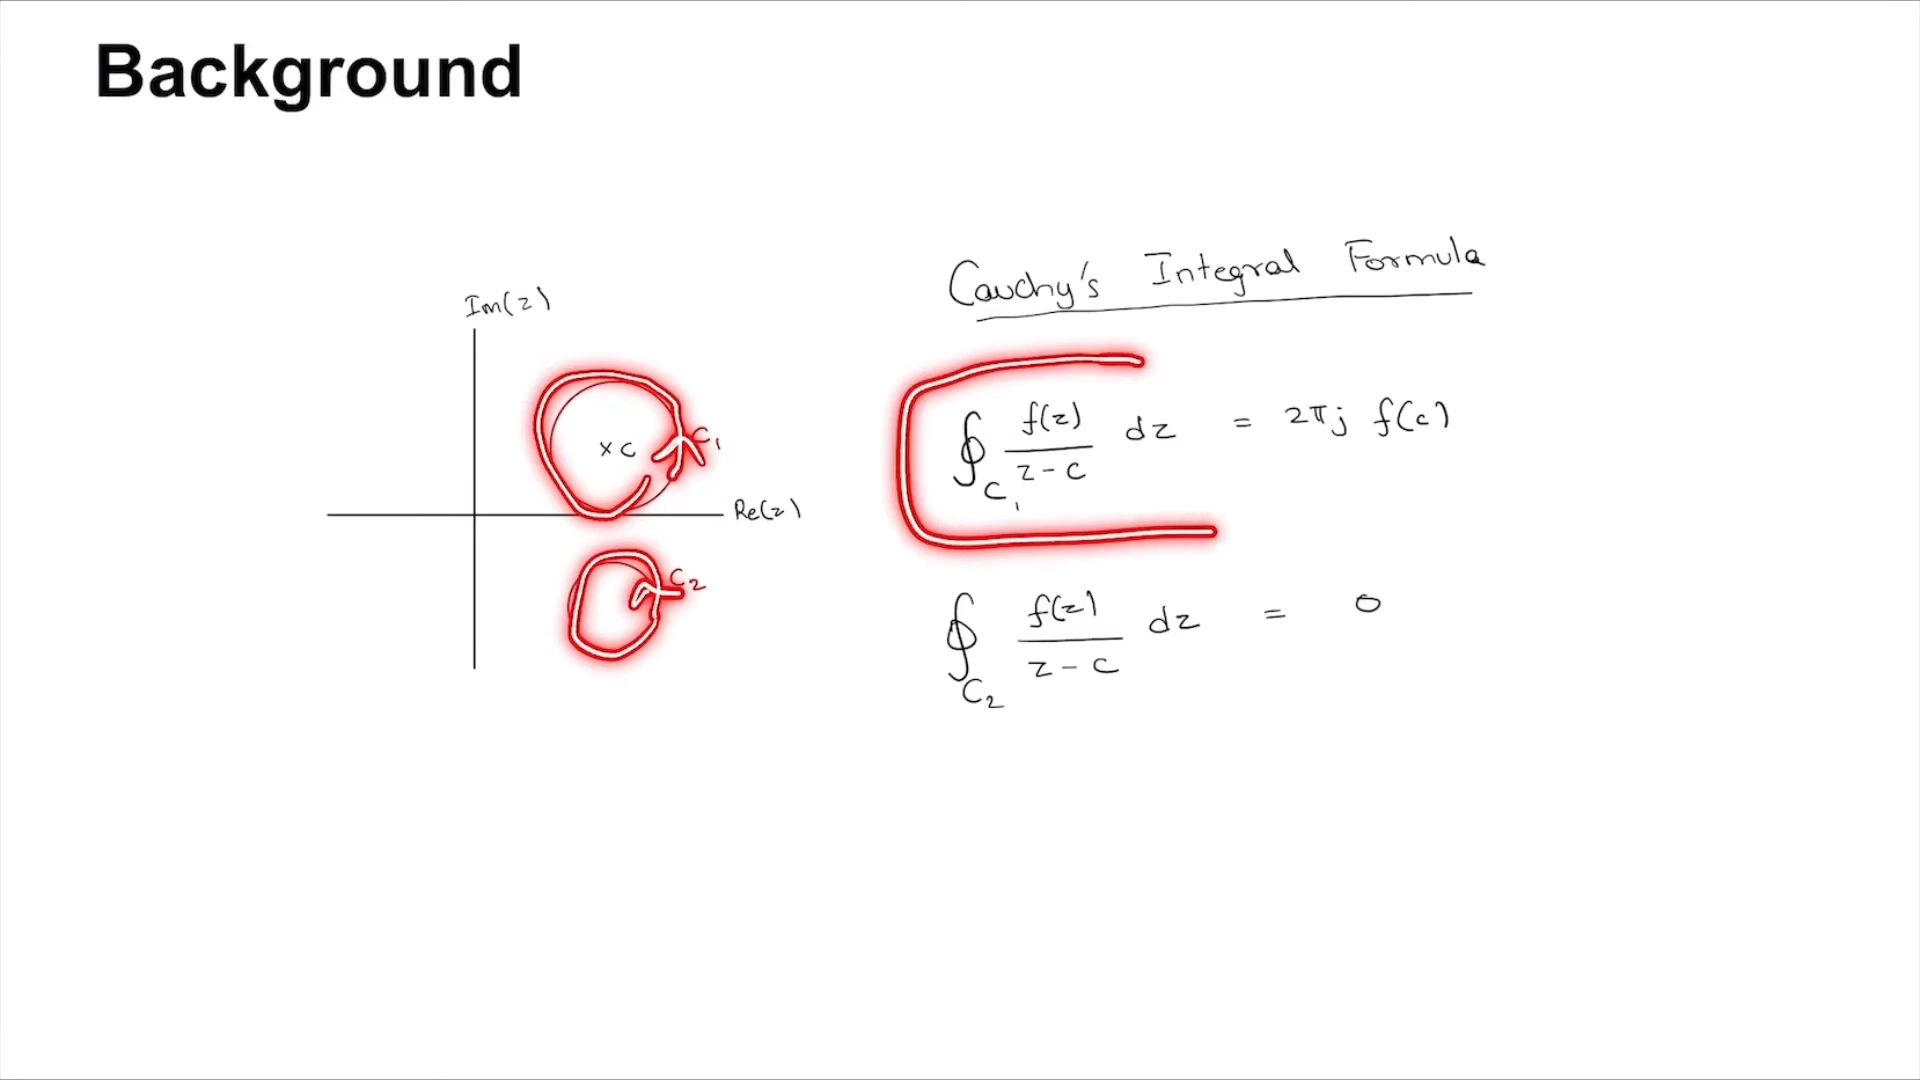 Background
Cauchy's Integral Formula
Im(z)
∮C₁ f(z)/(z-c) dz = 2πj f(c)
x c
C₁
Re(z)
C₂
∮C₂ f(z)/(z-c) dz = 0